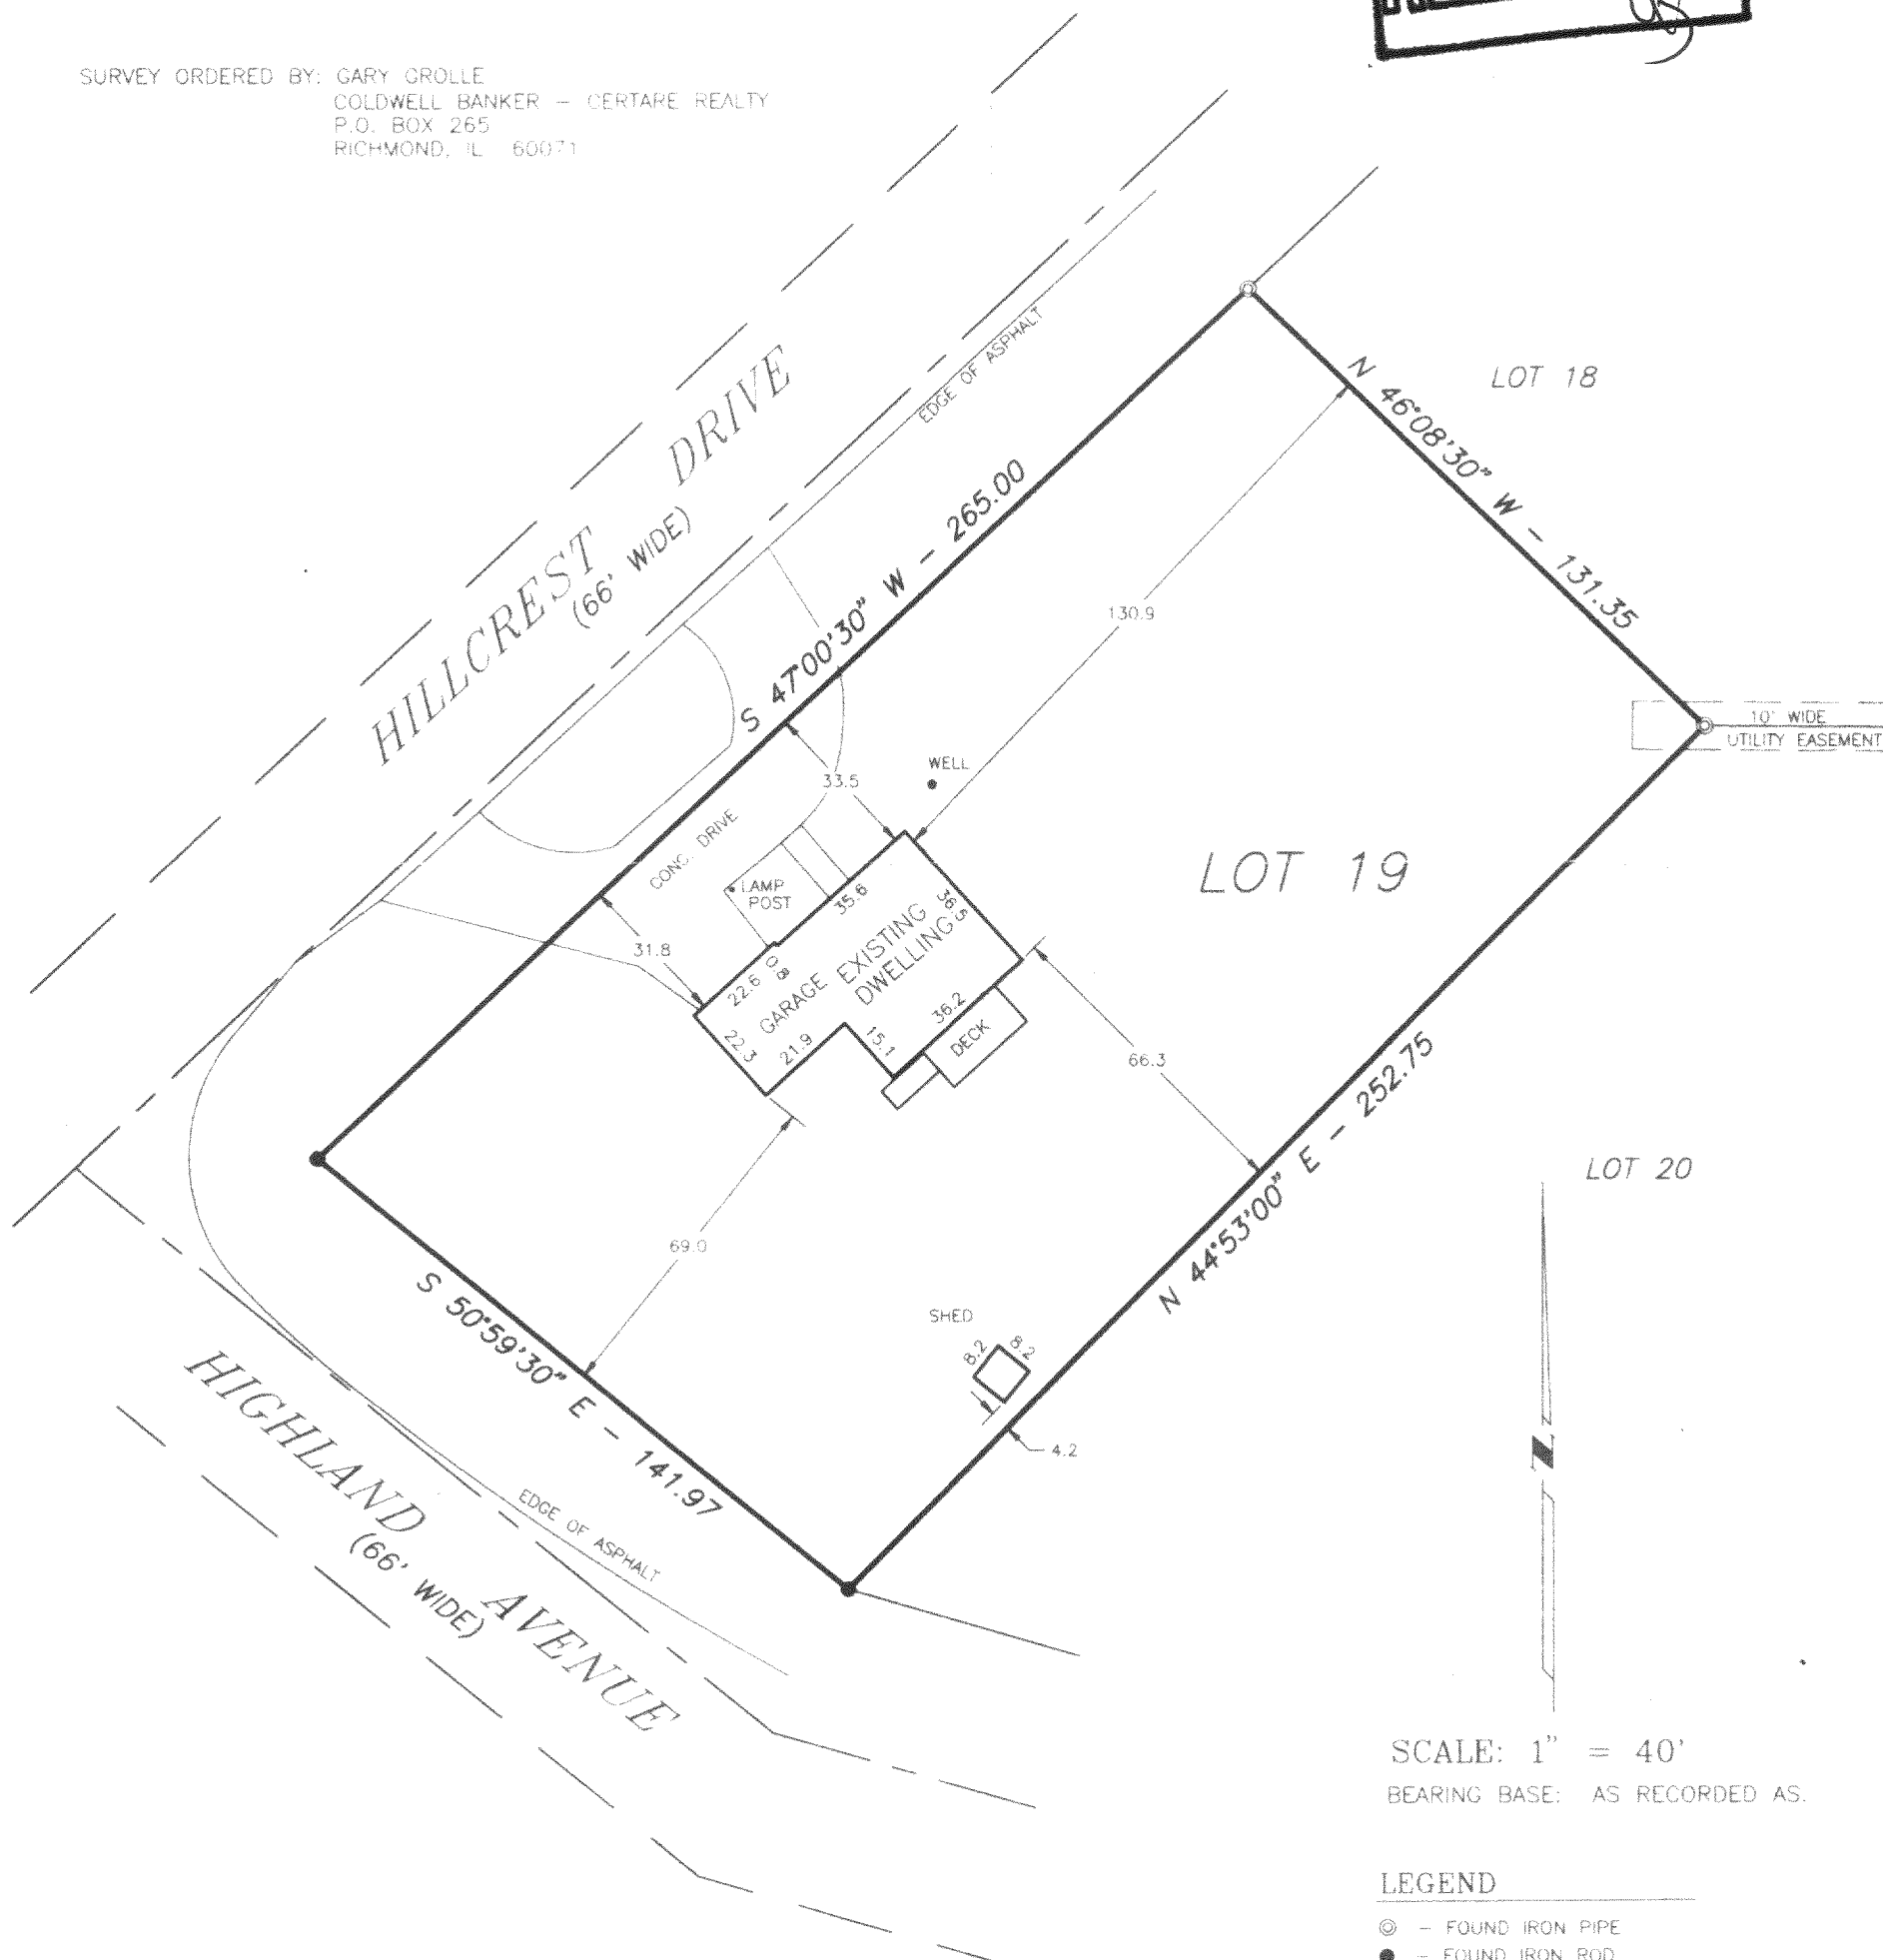 SURVEY ORDERED BY: GARY GROLLE
COLDWELL BANKER – CERTARE REALTY
P.O. BOX 265
RICHMOND, IL 60071
HILLCREST DRIVE
(66' WIDE)
EDGE OF ASPHALT
S 47°00'30" W – 265.00
N 46°08'30" W – 131.35
LOT 18
130.9
10' WIDE
UTILITY EASEMENT
WELL
33.5
CONC. DRIVE
LAMP
POST
LOT 19
35.6
36.5
31.8
22.6
0.8
GARAGE
EXISTING
DWELLING
22.3
21.9
15.1
36.2
DECK
66.3
N 44°53'00" E – 252.75
LOT 20
69.0
S 50°59'30" E – 141.97
SHED
8.2
8.2
4.2
HIGHLAND AVENUE
(66' WIDE)
EDGE OF ASPHALT
N
SCALE: 1" = 40'
BEARING BASE: AS RECORDED AS.
LEGEND
◎ – FOUND IRON PIPE
● – FOUND IRON ROD